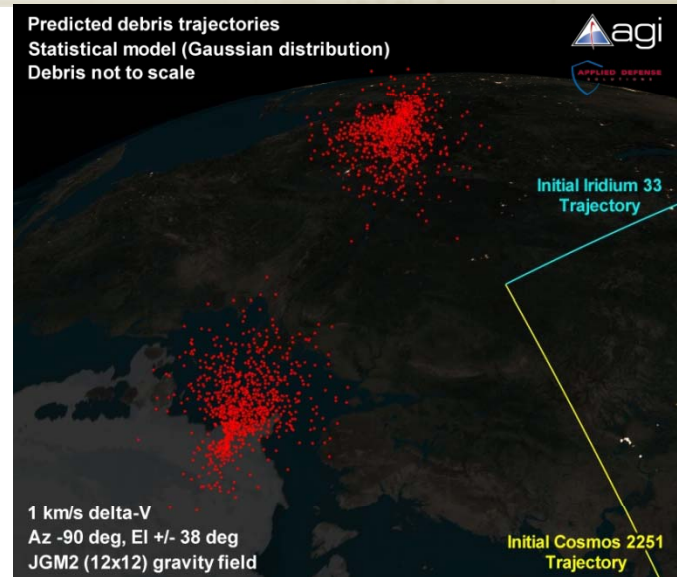 Predicted debris trajectories
Statistical model (Gaussian distribution)
Debris not to scale
agi
APPLIED DEFENSE
SOLUTIONS
Initial Iridium 33
Trajectory
1 km/s delta-V
Az -90 deg, El +/- 38 deg
JGM2 (12x12) gravity field
Initial Cosmos 2251
Trajectory